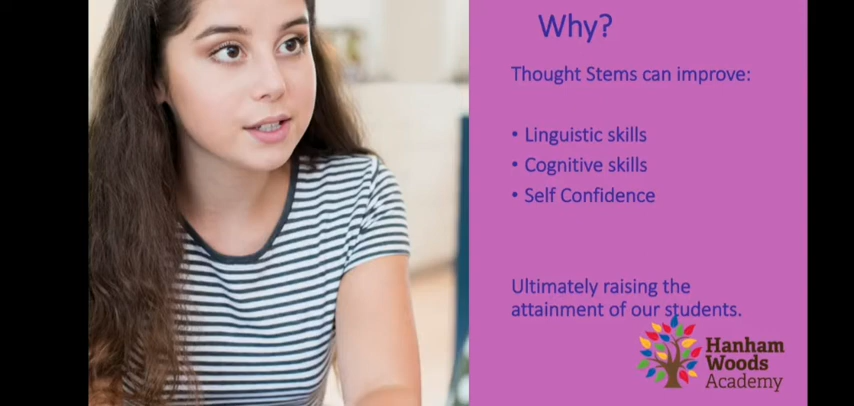 Why?
Thought Stems can improve:
• Linguistic skills
• Cognitive skills
• Self Confidence
Ultimately raising the
attainment of our students.
Hanham
Woods
Academy